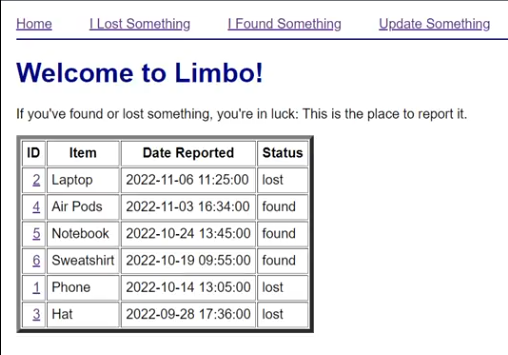 Home I Lost Something I Found Something Update Something
Welcome to Limbo!
If you've found or lost something, you're in luck: This is the place to report it.
ID Item Date Reported Status
2 Laptop 2022-11-06 11:25:00 lost
4 Air Pods 2022-11-03 16:34:00 found
5 Notebook 2022-10-24 13:45:00 found
6 Sweatshirt 2022-10-19 09:55:00 found
1 Phone 2022-10-14 13:05:00 lost
3 Hat 2022-09-28 17:36:00 lost